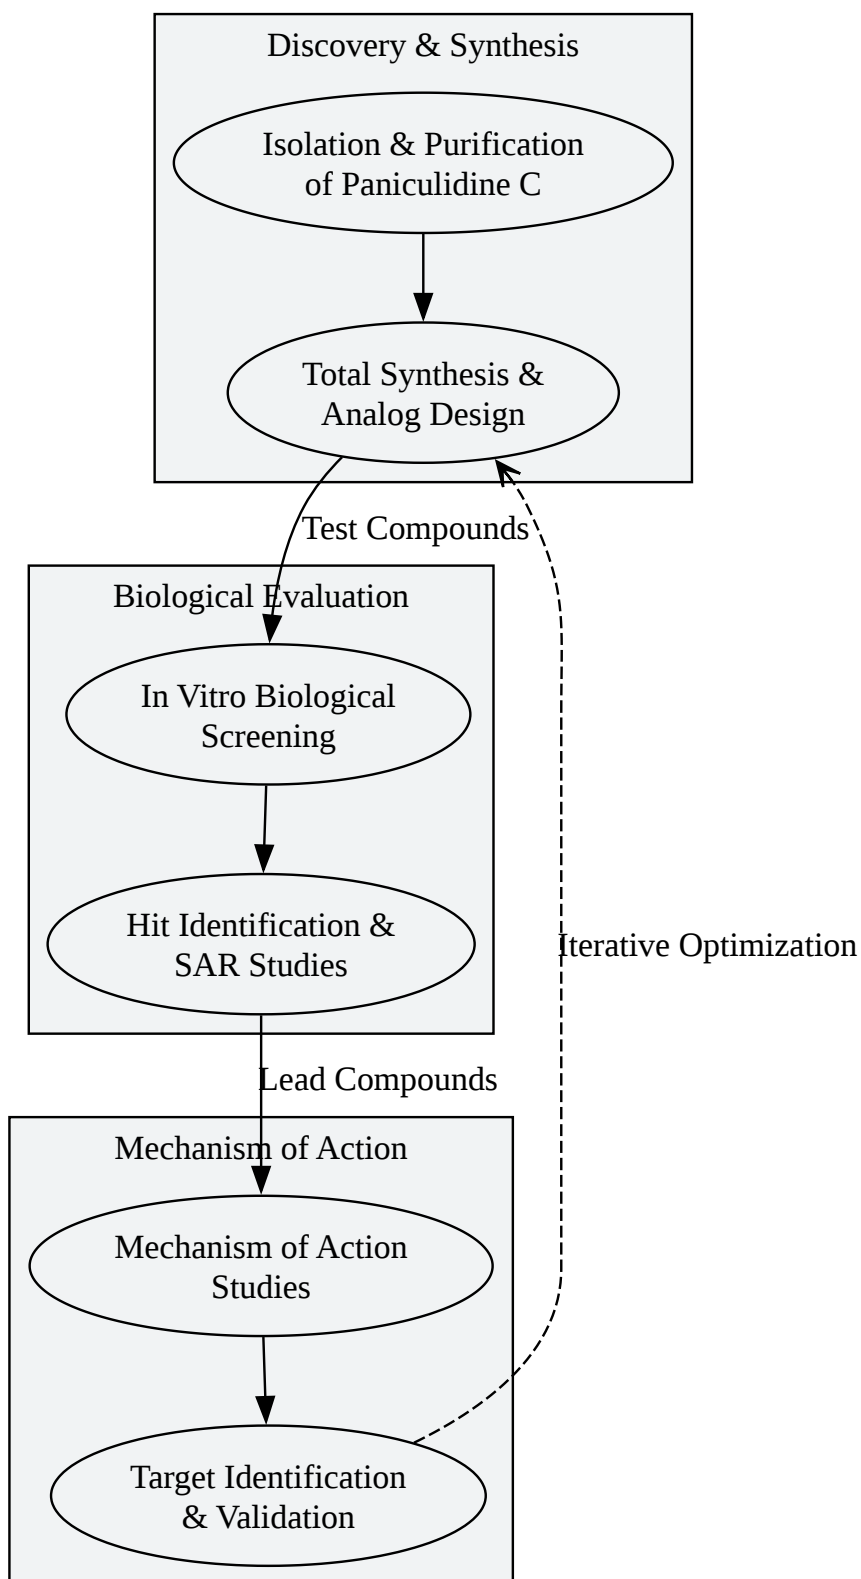 Discovery & Synthesis
Isolation & Purification
of Paniculidine C
Total Synthesis &
Analog Design
Test Compounds
Biological Evaluation
In Vitro Biological
Screening
Hit Identification &
SAR Studies
Iterative Optimization
Lead Compounds
Mechanism of Action
Mechanism of Action
Studies
Target Identification
& Validation